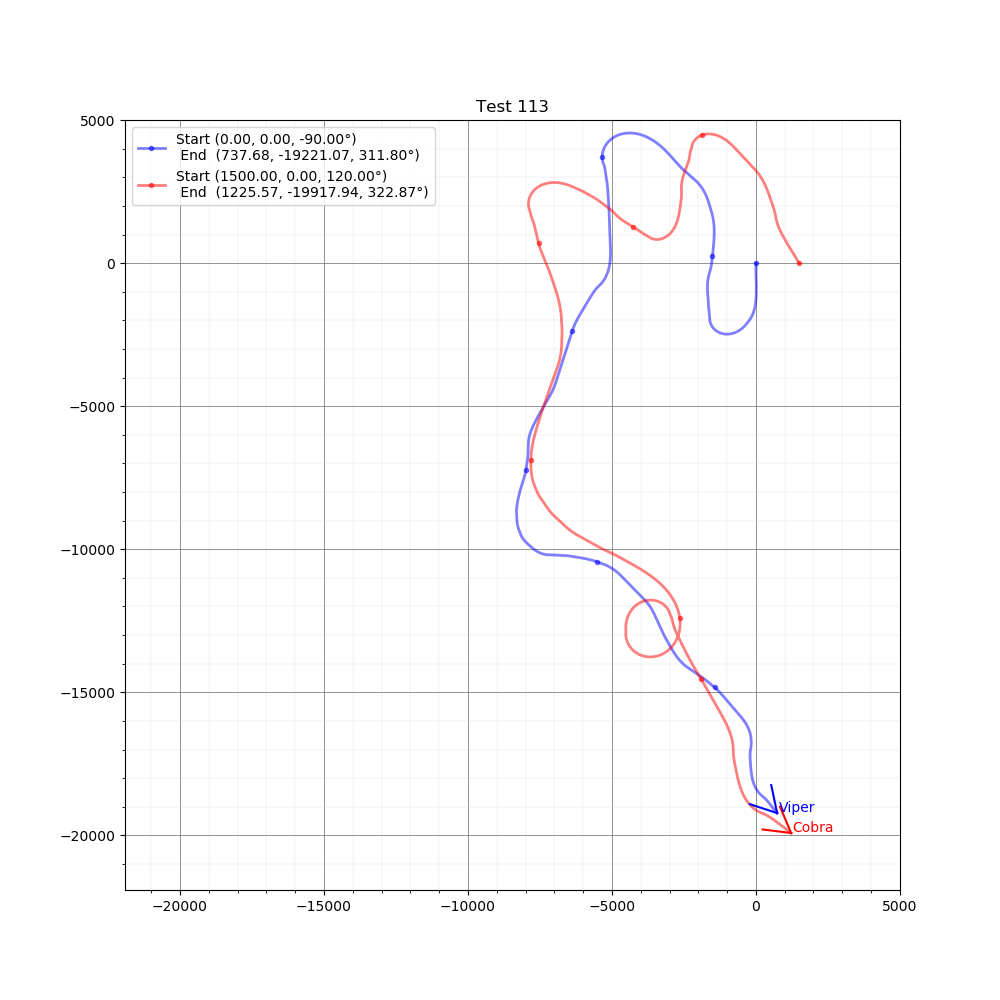 Test 113
Start (0.00, 0.00, -90.00°)
End  (737.68, -19221.07, 311.80°)
Start (1500.00, 0.00, 120.00°)
End  (1225.57, -19917.94, 322.87°)
5000
0
−5000
−10000
−15000
−20000
Viper
Cobra
−20000 −15000 −10000 −5000 0 5000